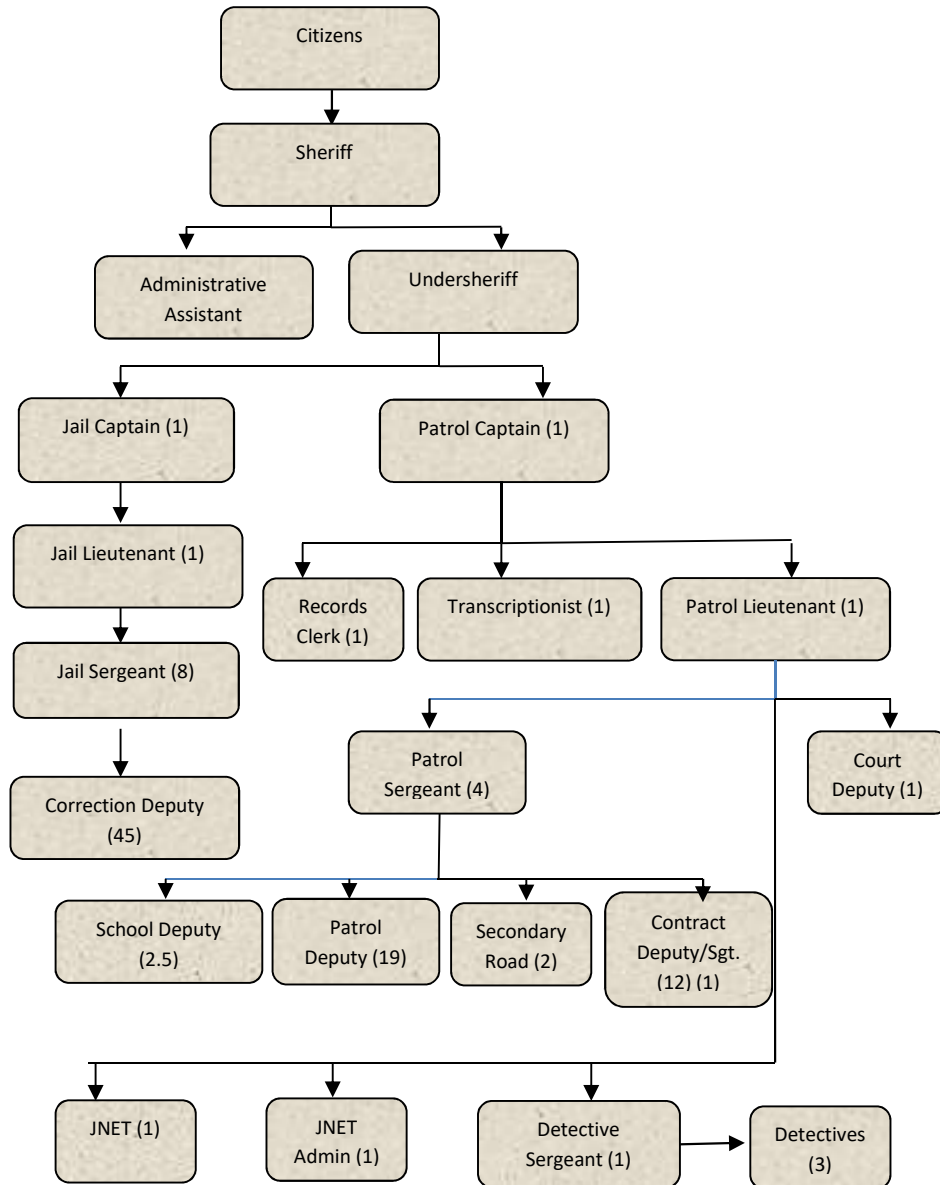 Citizens
Sheriff
Administrative
Assistant
Undersheriff
Jail Captain (1)
Patrol Captain (1)
Jail Lieutenant (1)
Records
Clerk (1)
Transcriptionist (1)
Patrol Lieutenant (1)
Jail Sergeant (8)
Patrol
Sergeant (4)
Court
Deputy (1)
Correction Deputy
(45)
School Deputy
(2.5)
Patrol
Deputy (19)
Secondary
Road (2)
Contract
Deputy/Sgt.
(12) (1)
JNET (1)
JNET
Admin (1)
Detective
Sergeant (1)
Detectives
(3)